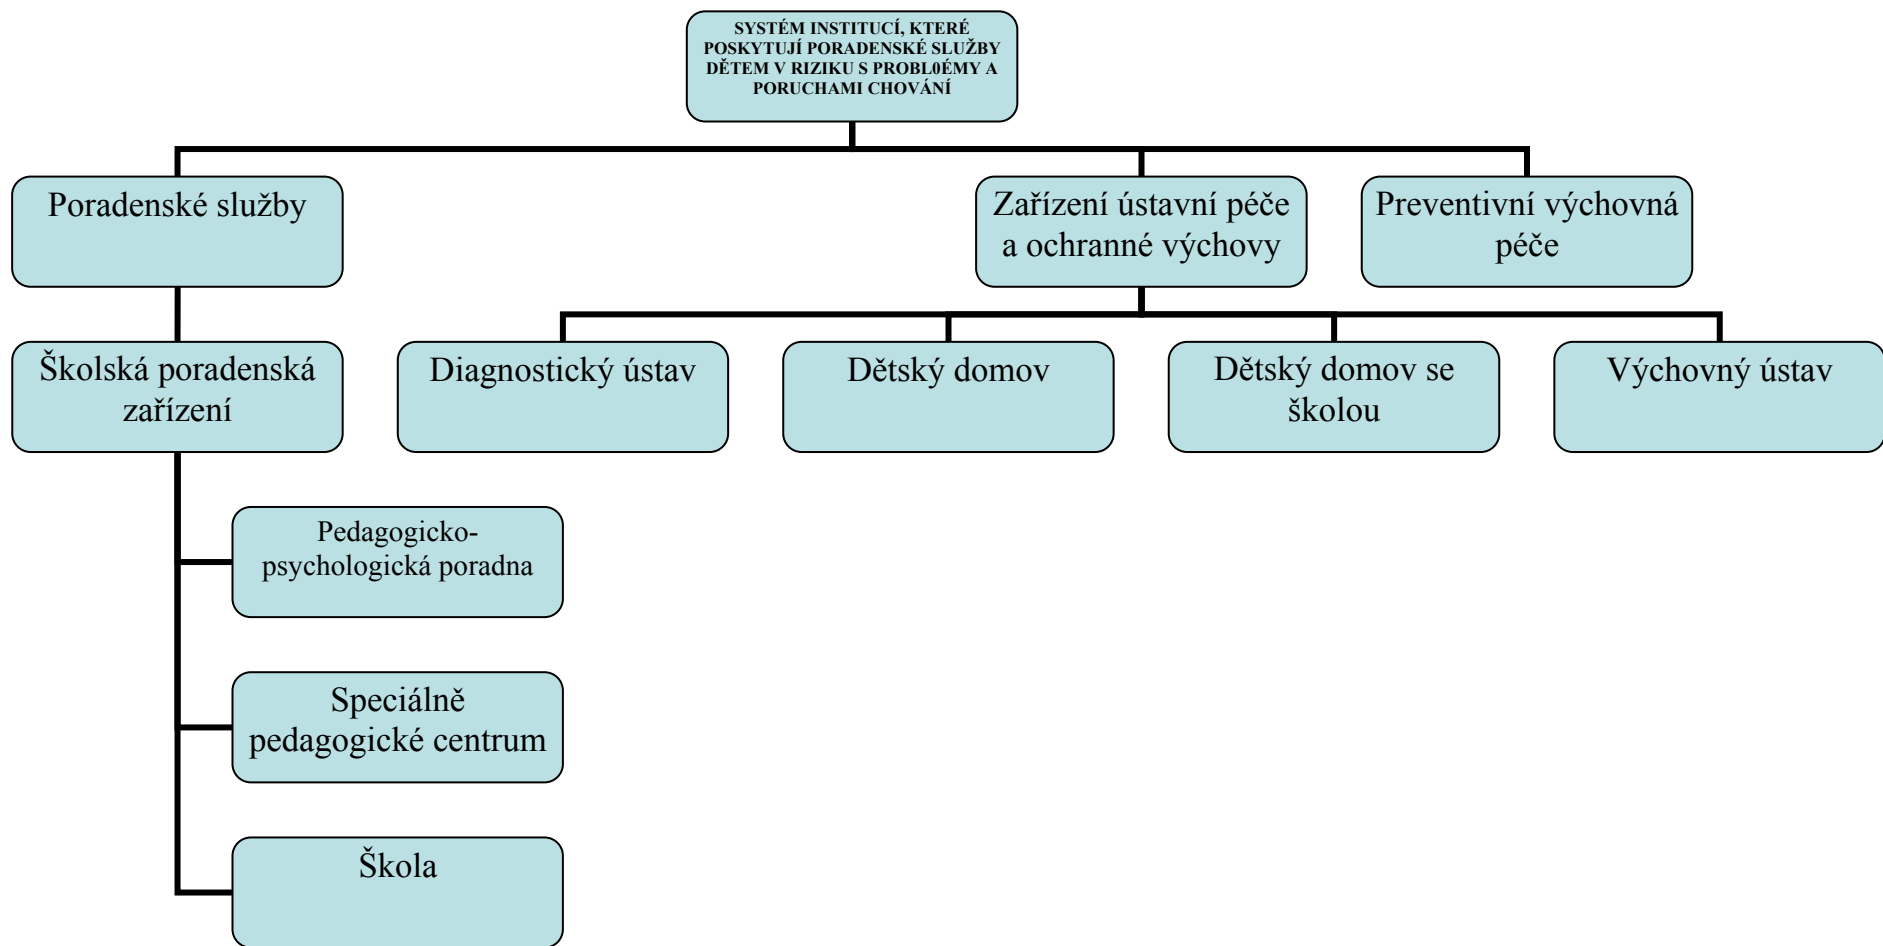 SYSTÉM INSTITUCÍ, KTERÉ
POSKYTUJÍ PORADENSKÉ SLUŽBY
DĚTEM V RIZIKU S PROBL0ÉMY A
PORUCHAMI CHOVÁNÍ
Poradenské služby
Zařízení ústavní péče
a ochranné výchovy
Preventivní výchovná
péče
Školská poradenská
zařízení
Diagnostický ústav
Dětský domov
Dětský domov se
školou
Výchovný ústav
Pedagogicko-
psychologická poradna
Speciálně
pedagogické centrum
Škola